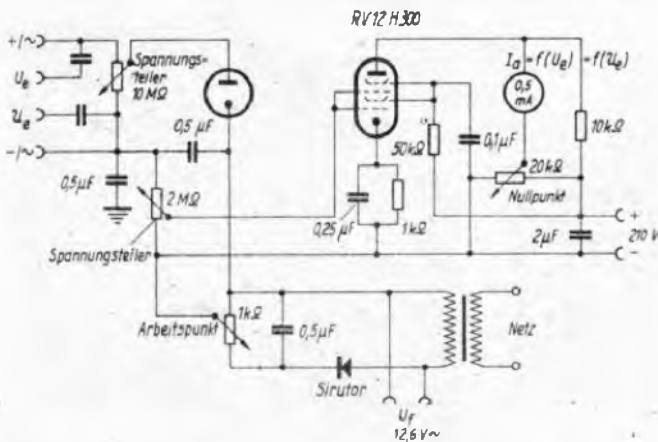 RV12H300
+/~
Spannungs=
teiler
10 MΩ
Ia = f(Ue) = f(𝔘e)
Ue
0,5
mA
𝔘e
0,5 µF
10kΩ
50kΩ
0,1µF
-/~
20kΩ
Nullpunkt
0,5µF
2 MΩ
0,25 µF
1kΩ
+
2µF
210 V
-
Spannungsteiler
1kΩ
Arbeitspunkt
0,5µF
Netz
Sirutor
Uf
12,6 V~